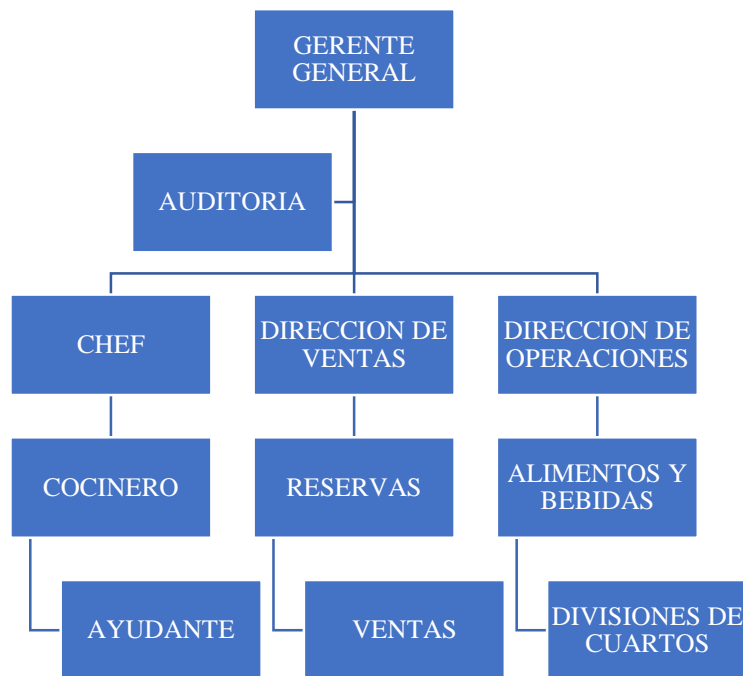 GERENTE
GENERAL
AUDITORIA
CHEF
DIRECCION DE
VENTAS
DIRECCION DE
OPERACIONES
COCINERO
RESERVAS
ALIMENTOS Y
BEBIDAS
AYUDANTE
VENTAS
DIVISIONES DE
CUARTOS